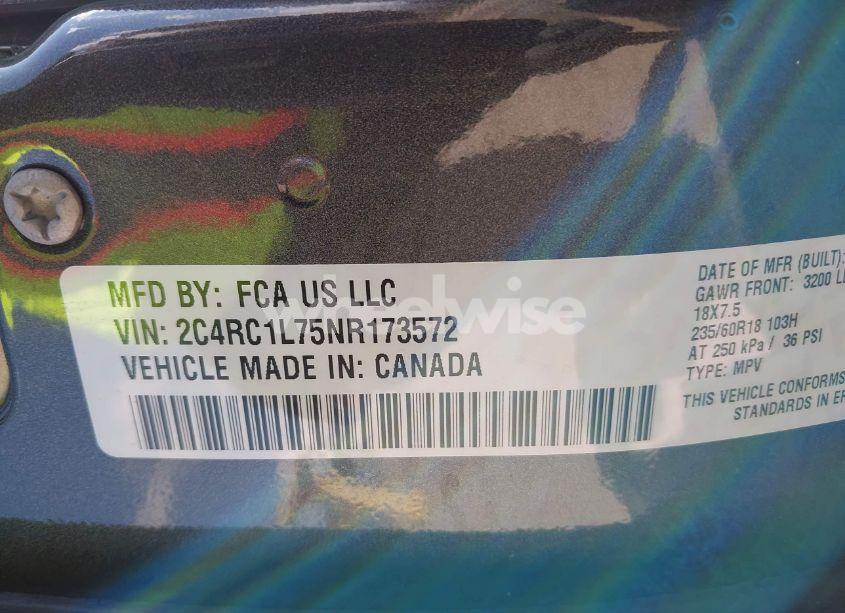 MFD BY: FCA US LLC
VIN: 2C4RC1L75NR173572
VEHICLE MADE IN: CANADA
wheelwise
DATE OF MFR (BUILT):
GAWR FRONT: 3200
18X7.5
235/60R18 103H
AT 250 kPa / 36 PSI
TYPE: MPV
THIS VEHICLE CONFORMS
STANDARDS IN